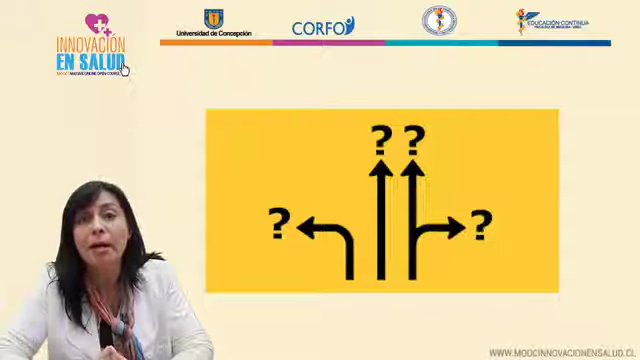 INNOVACIÓN
EN SALUD
Universidad de Concepción
CORFO
EDUCACIÓN CONTINUA
? ?
? ?
WWW.MOOCINNOVACIONENSALUD.CL